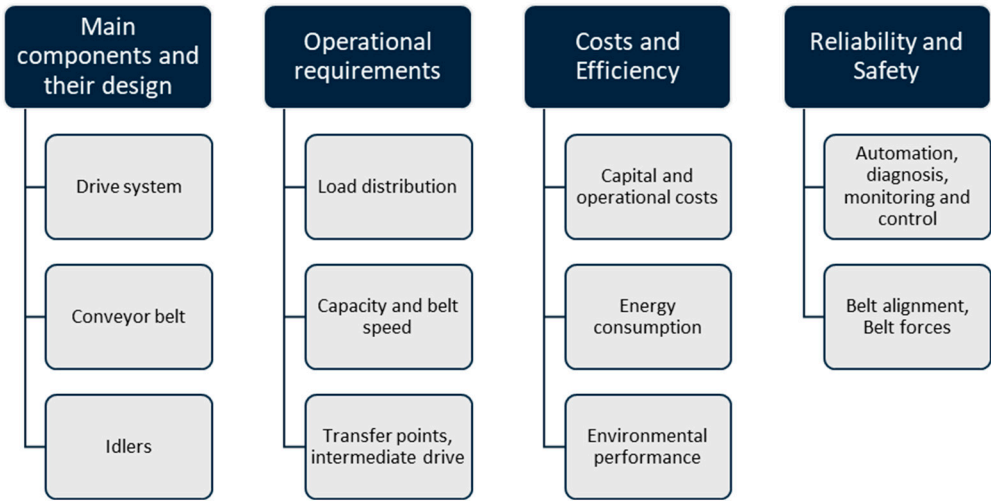 Main
components and
their design
Drive system
Conveyor belt
Idlers
Operational
requirements
Load distribution
Capacity and belt
speed
Transfer points,
intermediate drive
Costs and
Efficiency
Capital and
operational costs
Energy
consumption
Environmental
performance
Reliability and
Safety
Automation,
diagnosis,
monitoring and
control
Belt alignment,
Belt forces